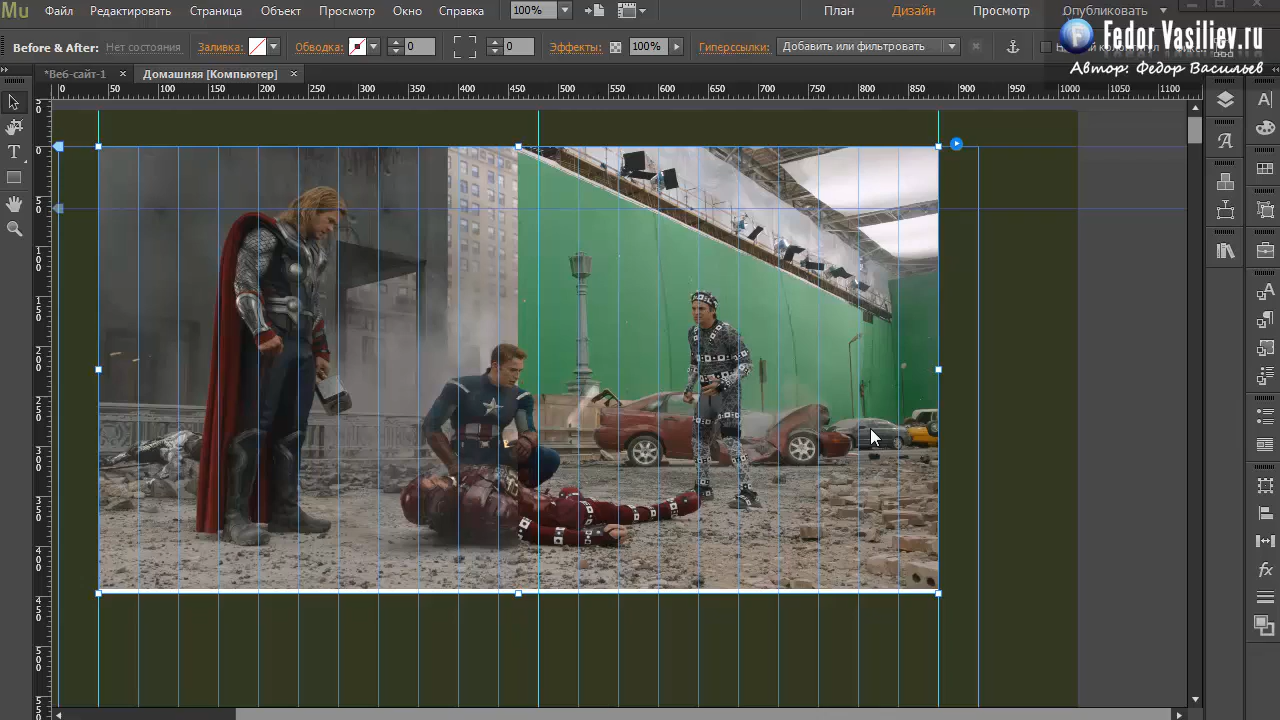 Mu Файл Редактировать Страница Объект Просмотр Окно Справка 100% План Дизайн Просмотр Опубликовать
Fedor Vasiliev.ru
Автор: Федор Васильев
Before & After: Нет состояния Заливка: Обводка: 0 0 Эффекты: 100% Гиперссылки: Добавить или фильтровать
*Веб-сайт-1 × Домашняя [Компьютер] ×
0 50 100 150 200 250 300 350 400 450 500 550 600 650 700 750 800 850 900 950 1000 1050 1100